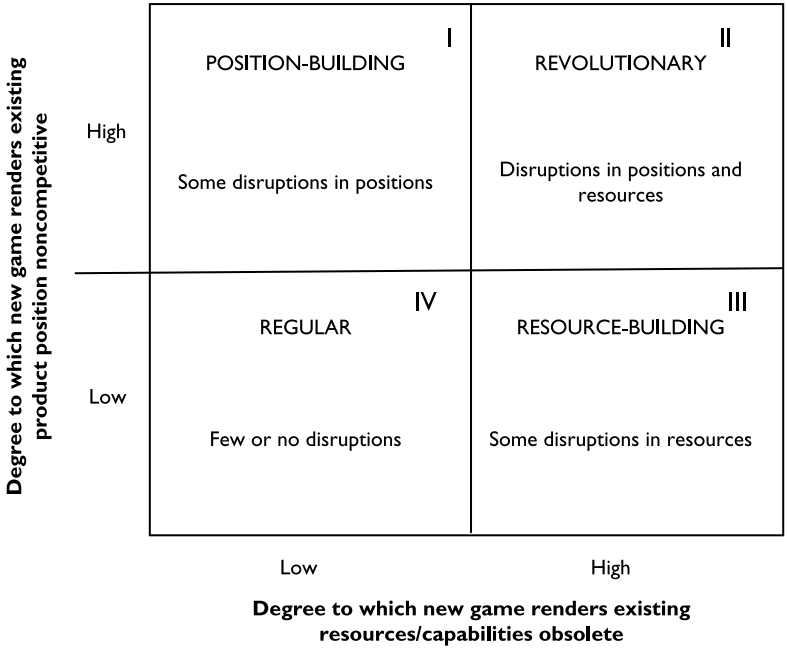 Degree to which new game renders existing
product position noncompetitive
High
Low
I
POSITION-BUILDING
Some disruptions in positions
II
REVOLUTIONARY
Disruptions in positions and
resources
IV
REGULAR
Few or no disruptions
III
RESOURCE-BUILDING
Some disruptions in resources
Low
High
Degree to which new game renders existing
resources/capabilities obsolete